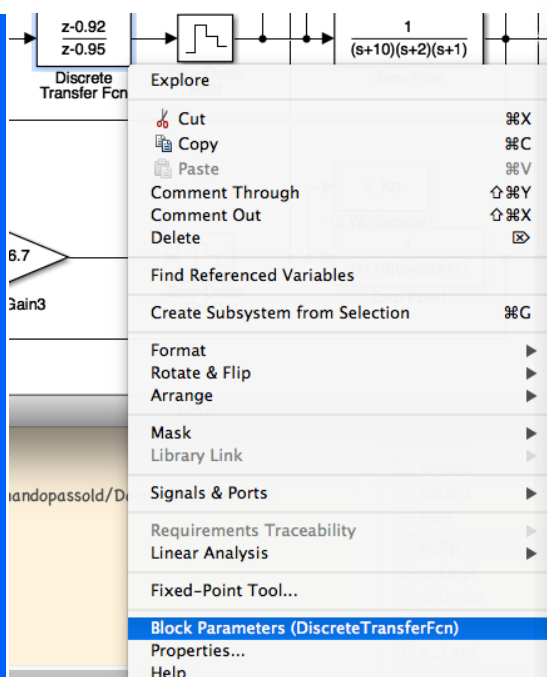 z-0.92
z-0.95
1
(s+10)(s+2)(s+1)
Discrete
Transfer Fcn
Explore
Cut ⌘X
Copy ⌘C
Paste ⌘V
Comment Through ⇧⌘Y
Comment Out ⇧⌘X
Delete ⌦
6.7
Gain3
Find Referenced Variables
Create Subsystem from Selection ⌘G
Format
Rotate & Flip
Arrange
Mask
Library Link
andopassold/D
Signals & Ports
Requirements Traceability
Linear Analysis
Fixed-Point Tool...
Block Parameters (DiscreteTransferFcn)
Properties...
Help